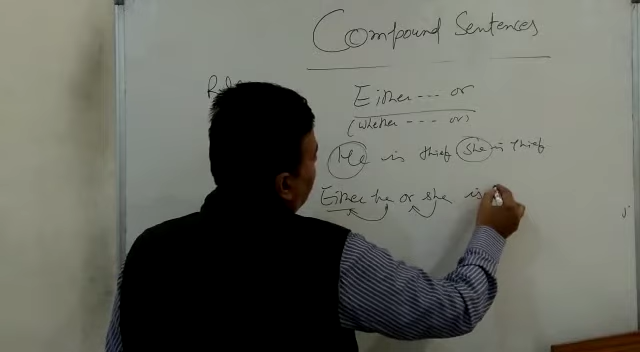 Compound Sentences
Either --- or
(whether --- or)
He is thief she is thief
Either he or she is